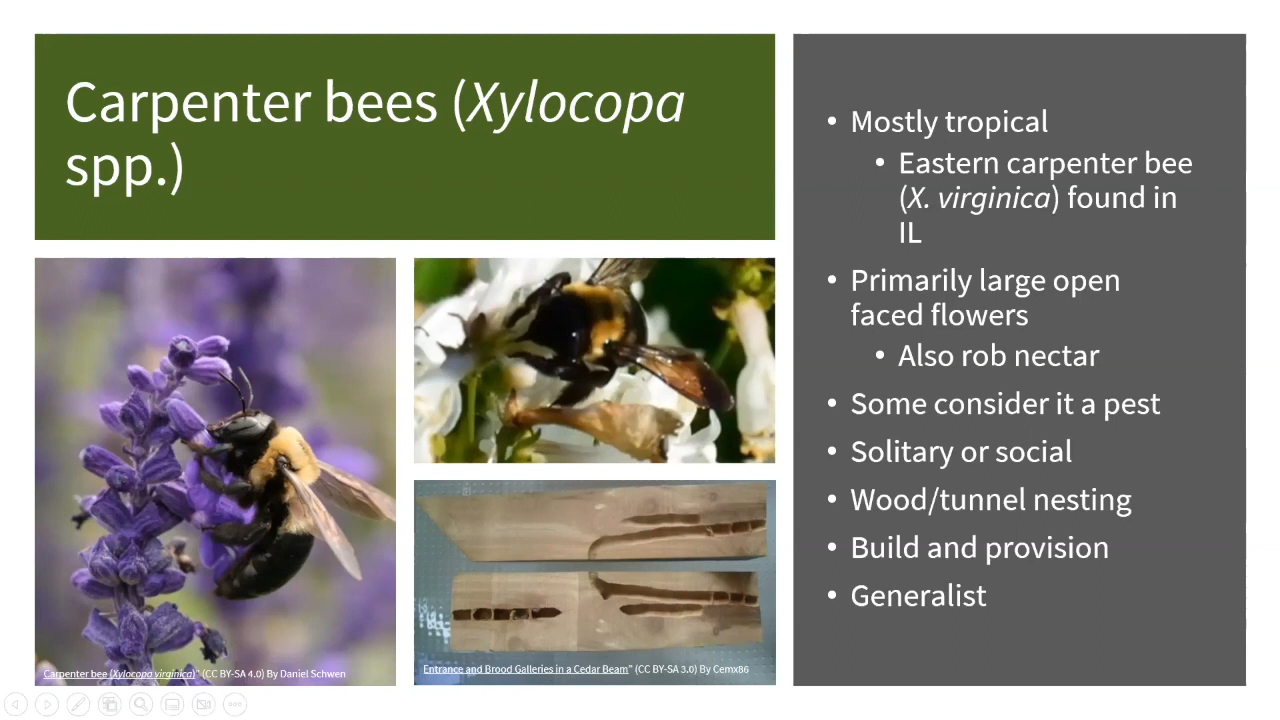 Carpenter bees (Xylocopa
spp.)
• Mostly tropical
• Eastern carpenter bee
(X. virginica) found in
IL
• Primarily large open
faced flowers
• Also rob nectar
• Some consider it a pest
• Solitary or social
• Wood/tunnel nesting
• Build and provision
• Generalist
Carpenter bee (Xylocopa virginica)" (CC BY-SA 4.0) By Daniel Schwen
Entrance and Brood Galleries in a Cedar Beam" (CC BY-SA 3.0) By Cemx86